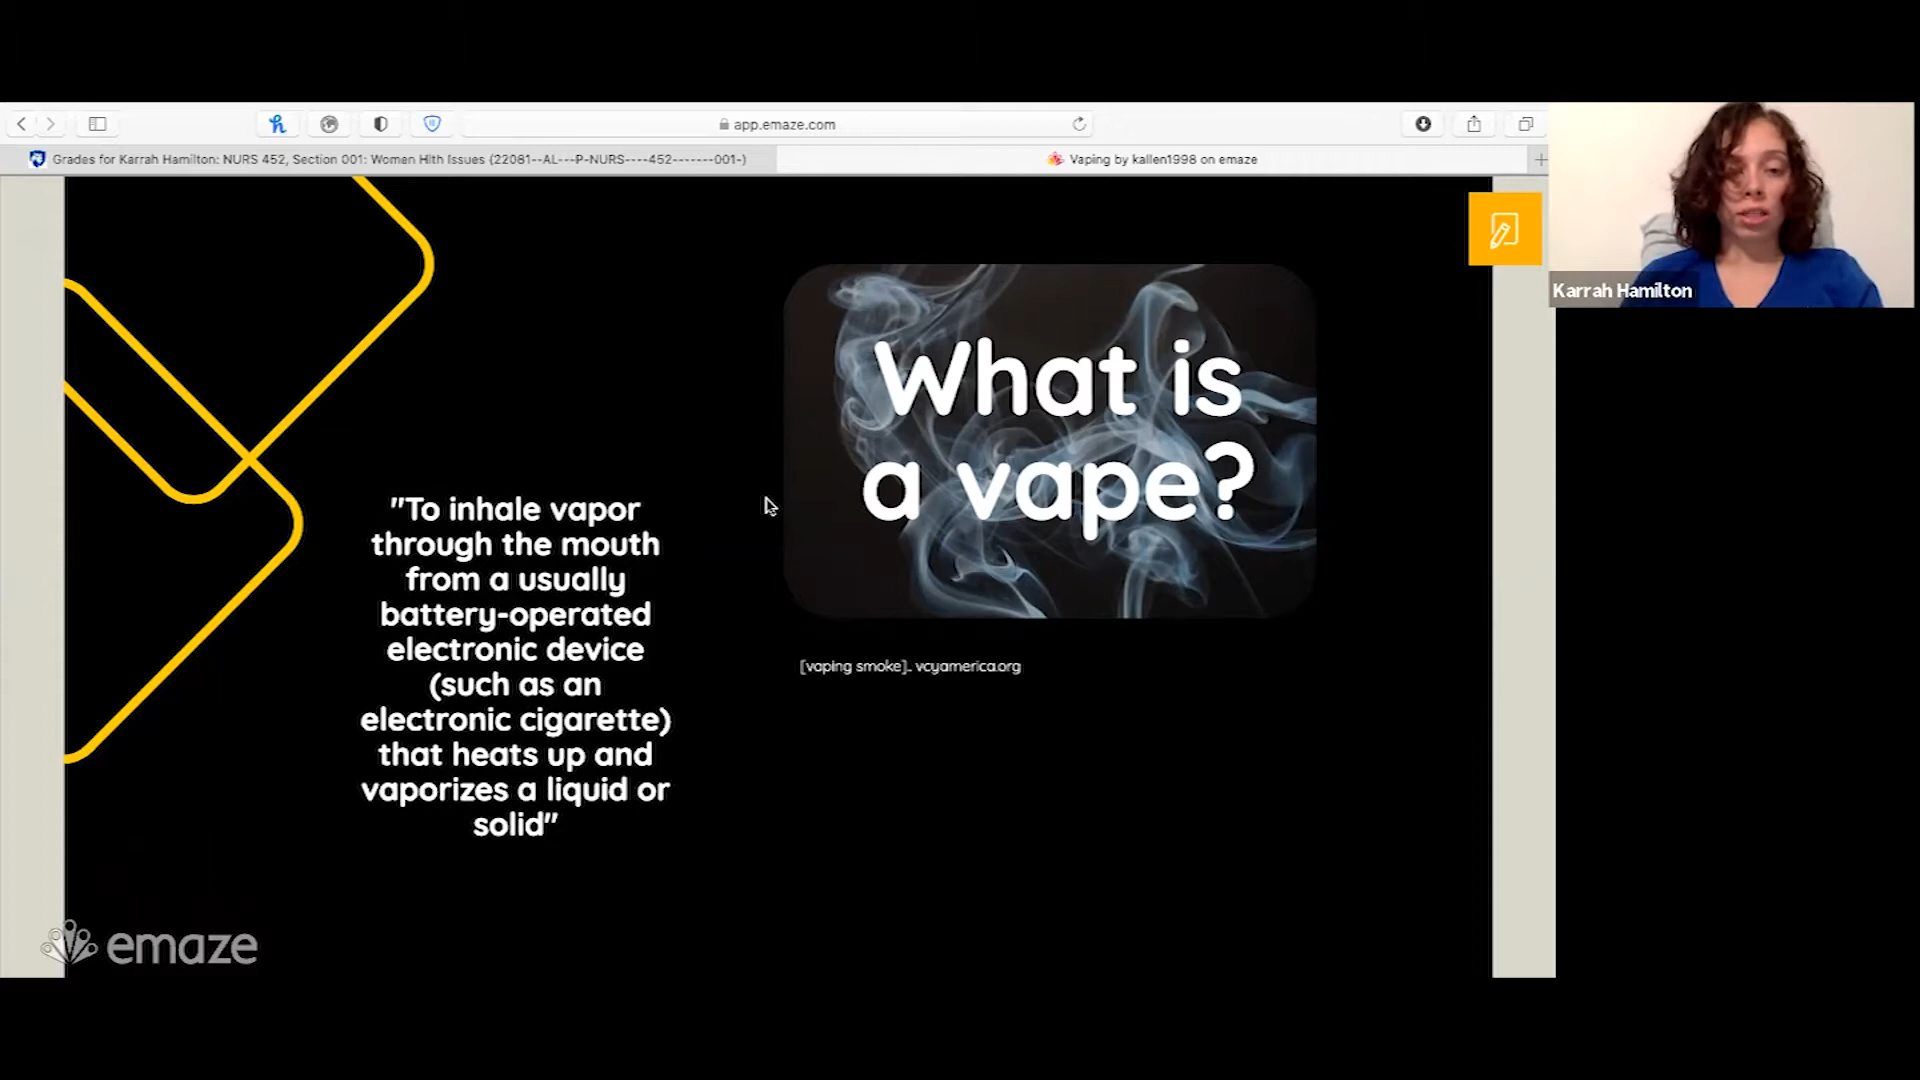 app.emaze.com
Grades for Karrah Hamilton: NURS 452, Section 001: Women Hlth Issues (22081--AL---P-NURS----452-------001-)
Vaping by kallen1998 on emaze
Karrah Hamilton
What is
a vape?
"To inhale vapor
through the mouth
from a usually
battery-operated
electronic device
(such as an
electronic cigarette)
that heats up and
vaporizes a liquid or
solid"
[vaping smoke]. vcyamerica.org
emaze